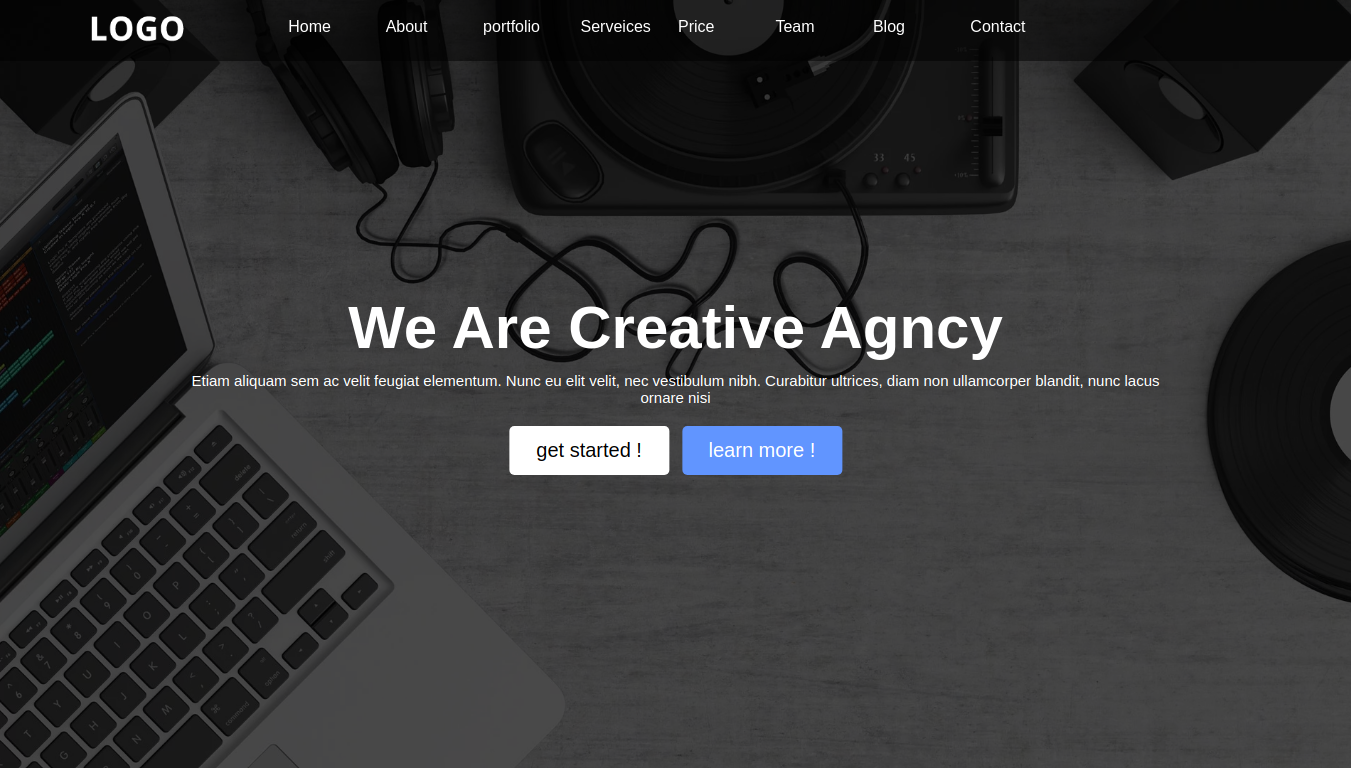 LOGO Home About portfolio Serveices Price Team Blog Contact
33 45
We Are Creative Agncy
Etiam aliquam sem ac velit feugiat elementum. Nunc eu elit velit, nec vestibulum nibh. Curabitur ultrices, diam non ullamcorper blandit, nunc lacus
ornare nisi
get started ! learn more !